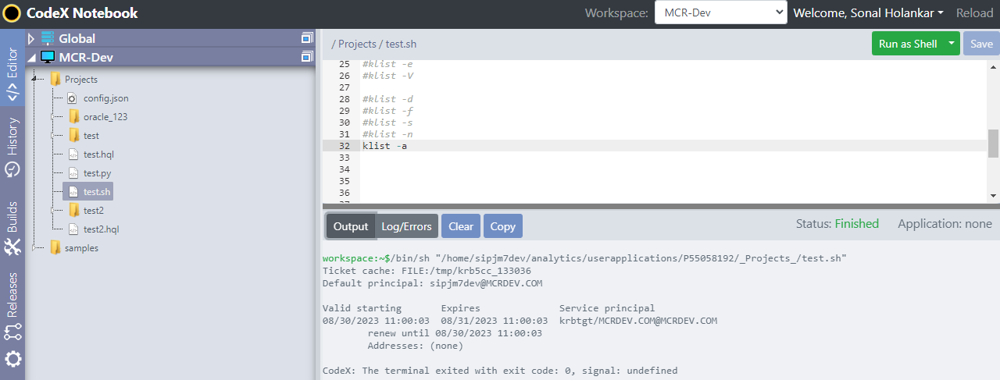 CodeX Notebook
Workspace: MCR-Dev Welcome, Sonal Holankar Reload
Editor
History
Builds
Releases
Global
MCR-Dev
Projects
config.json
oracle_123
test
test.hql
test.py
test.sh
test2
test2.hql
samples
/ Projects / test.sh
Run as Shell Save
25 #klist -e
26 #klist -V
27
28 #klist -d
29 #klist -f
30 #klist -s
31 #klist -n
32 klist -a
33
34
35
36
37
Output Log/Errors Clear Copy Status: Finished Application: none
workspace:~$/bin/sh "/home/sipjm7dev/analytics/userapplications/P55058192/_Projects_/test.sh"
Ticket cache: FILE:/tmp/krb5cc_133036
Default principal: sipjm7dev@MCRDEV.COM
Valid starting Expires Service principal
08/30/2023 11:00:03 08/31/2023 11:00:03 krbtgt/MCRDEV.COM@MCRDEV.COM
renew until 08/30/2023 11:00:03
Addresses: (none)
CodeX: The terminal exited with exit code: 0, signal: undefined